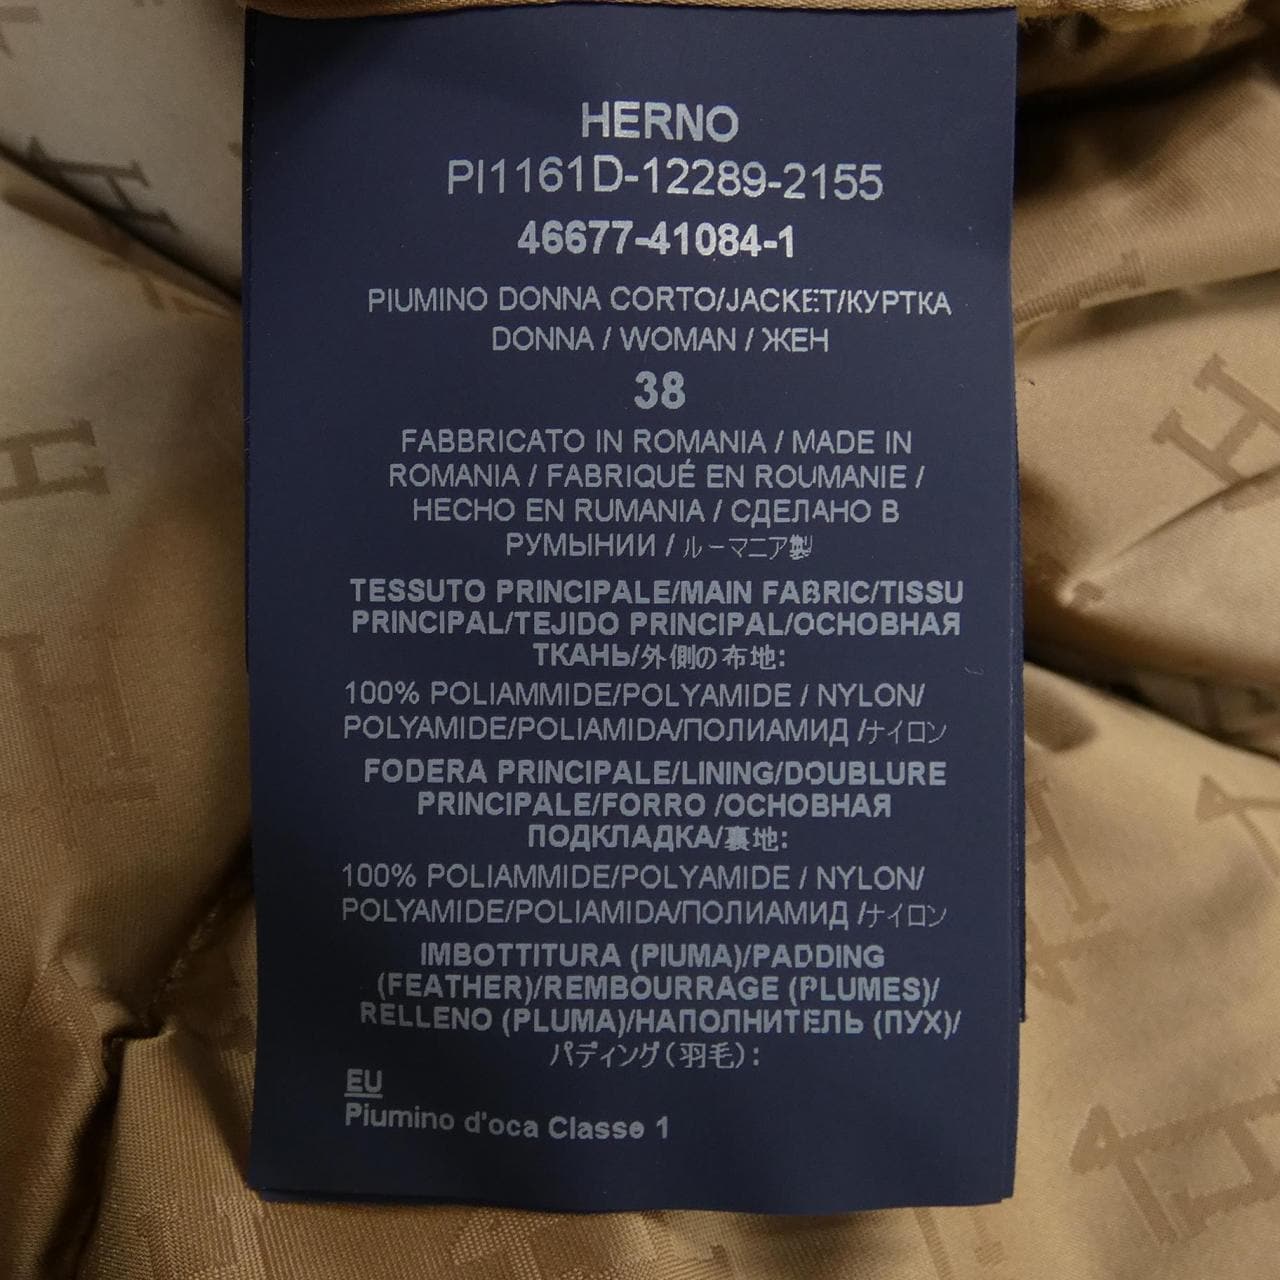 HERNO
PI1161D-12289-2155
46677-41084-1
PIUMINO DONNA CORTO/JACKET/КУРТКА
DONNA / WOMAN / ЖЕН
38
FABBRICATO IN ROMANIA / MADE IN
ROMANIA / FABRIQUÉ EN ROUMANIE /
HECHO EN RUMANIA / СДЕЛАНО В
РУМЫНИИ / ルーマニア製
TESSUTO PRINCIPALE/MAIN FABRIC/TISSU
PRINCIPAL/TEJIDO PRINCIPAL/ОСНОВНАЯ
ТКАНЬ/外側の布地:
100% POLIAMMIDE/POLYAMIDE / NYLON/
POLYAMIDE/POLIAMIDA/ПОЛИАМИД /ナイロン
FODERA PRINCIPALE/LINING/DOUBLURE
PRINCIPALE/FORRO /ОСНОВНАЯ
ПОДКЛАДКА/裏地:
100% POLIAMMIDE/POLYAMIDE / NYLON/
POLYAMIDE/POLIAMIDA/ПОЛИАМИД /ナイロン
IMBOTTITURA (PIUMA)/PADDING
(FEATHER)/REMBOURRAGE (PLUMES)/
RELLENO (PLUMA)/НАПОЛНИТЕЛЬ (ПУХ)/
パディング(羽毛):
EU
Piumino d'oca Classe 1